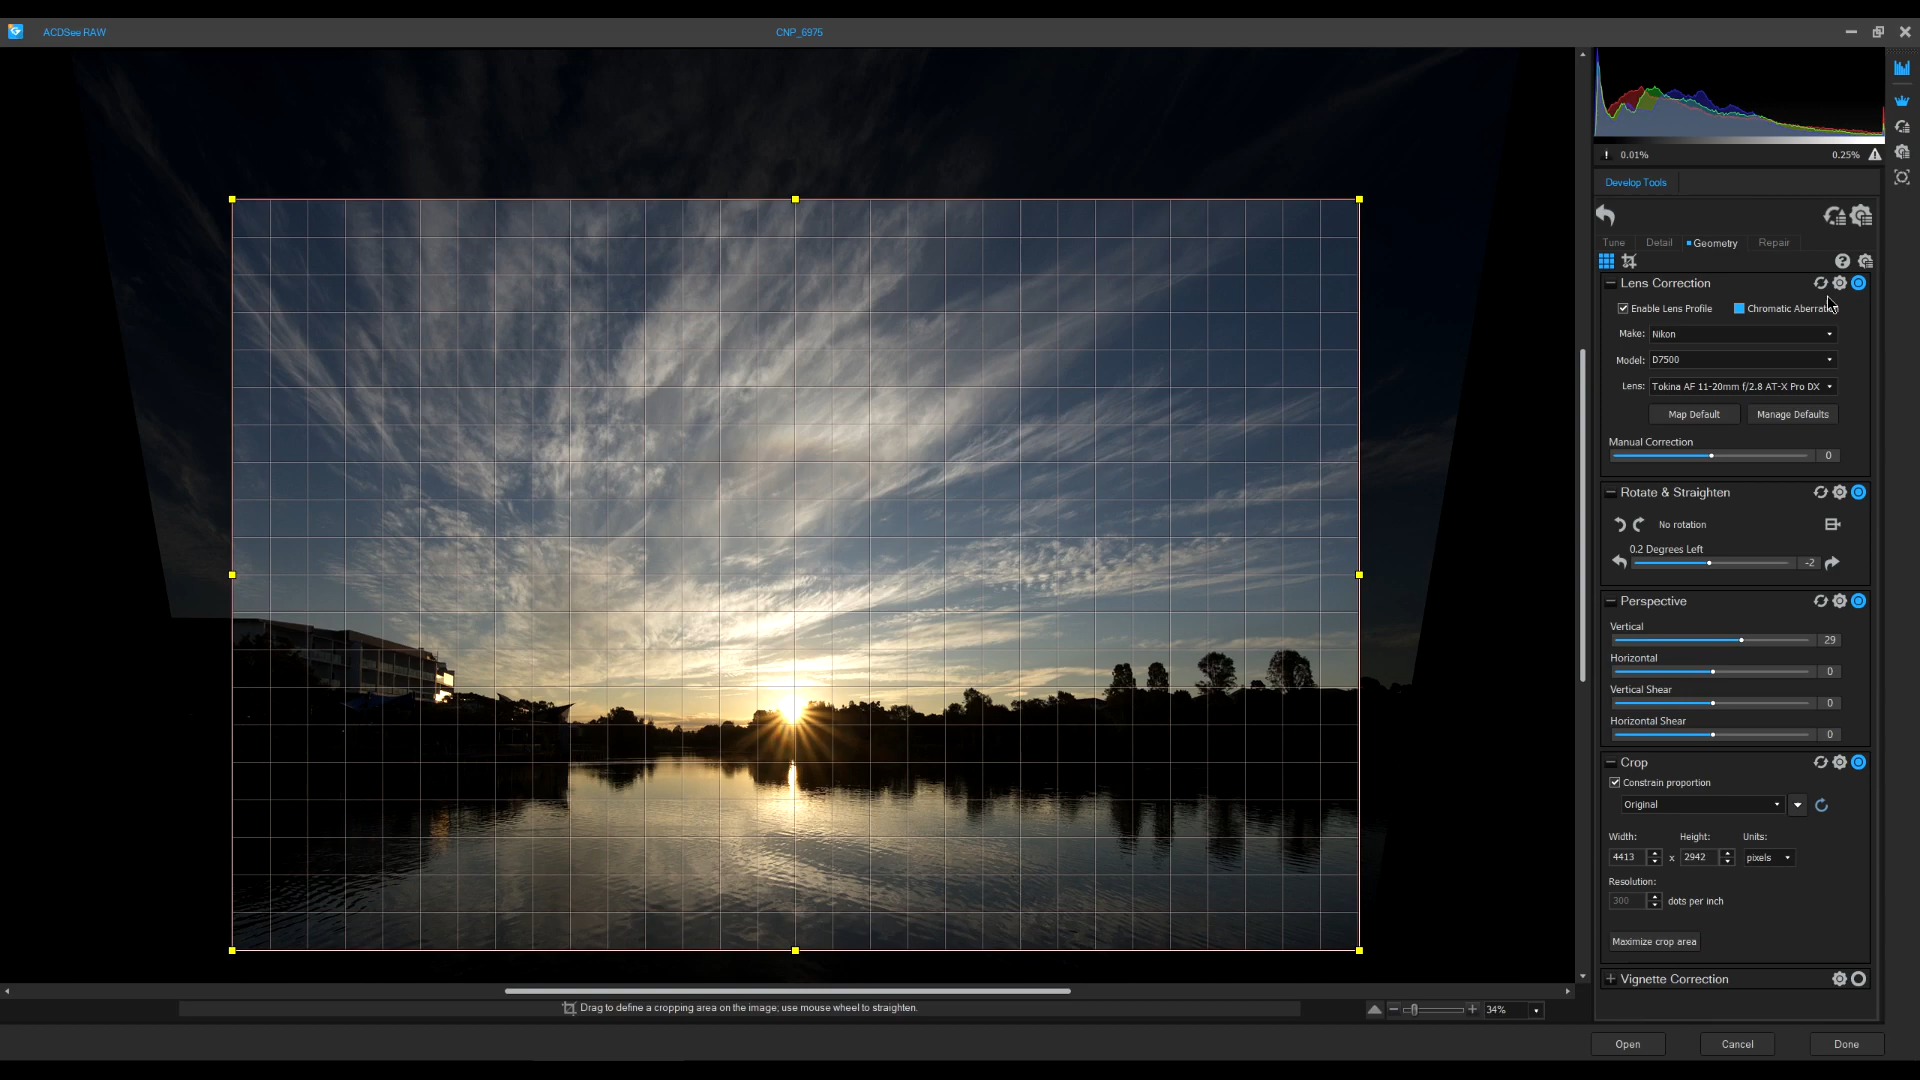 ACDSee RAW
CNP_6975
0.01%
0.25%
Develop Tools
Tune Detail Geometry Repair
Lens Correction
Enable Lens Profile
Chromatic Aberration
Make: Nikon
Model: D7500
Lens: Tokina AF 11-20mm f/2.8 AT-X Pro DX
Map Default
Manage Defaults
Manual Correction
0
Rotate & Straighten
No rotation
0.2 Degrees Left
-2
Perspective
Vertical
29
Horizontal
0
Vertical Shear
0
Horizontal Shear
0
Crop
Constrain proportion
Original
Width: Height: Units:
4413 x 2942 pixels
Resolution:
300 dots per inch
Maximize crop area
Vignette Correction
Drag to define a cropping area on the image; use mouse wheel to straighten.
34%
Open
Cancel
Done